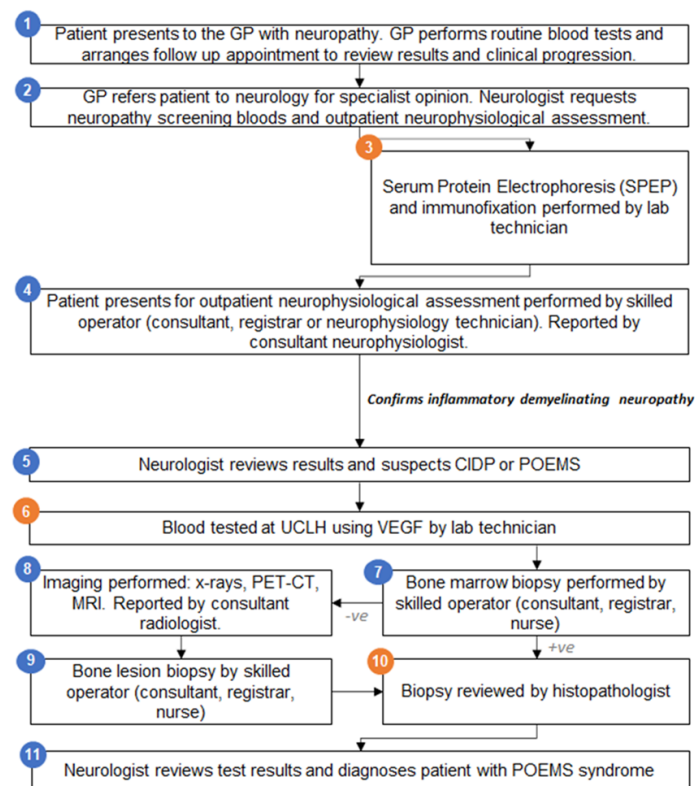 1
Patient presents to the GP with neuropathy. GP performs routine blood tests and
arranges follow up appointment to review results and clinical progression.
2
GP refers patient to neurology for specialist opinion. Neurologist requests
neuropathy screening bloods and outpatient neurophysiological assessment.
3
Serum Protein Electrophoresis (SPEP)
and immunofixation performed by lab
technician
4
Patient presents for outpatient neurophysiological assessment performed by skilled
operator (consultant, registrar or neurophysiology technician). Reported by
consultant neurophysiologist.
Confirms inflammatory demyelinating neuropathy
5
Neurologist reviews results and suspects CIDP or POEMS
6
Blood tested at UCLH using VEGF by lab technician
8
Imaging performed: x-rays, PET-CT,
MRI. Reported by consultant
radiologist.
7
Bone marrow biopsy performed by
skilled operator (consultant, registrar,
nurse)
-ve
+ve
9
Bone lesion biopsy by skilled
operator (consultant, registrar,
nurse)
10
Biopsy reviewed by histopathologist
11
Neurologist reviews test results and diagnoses patient with POEMS syndrome